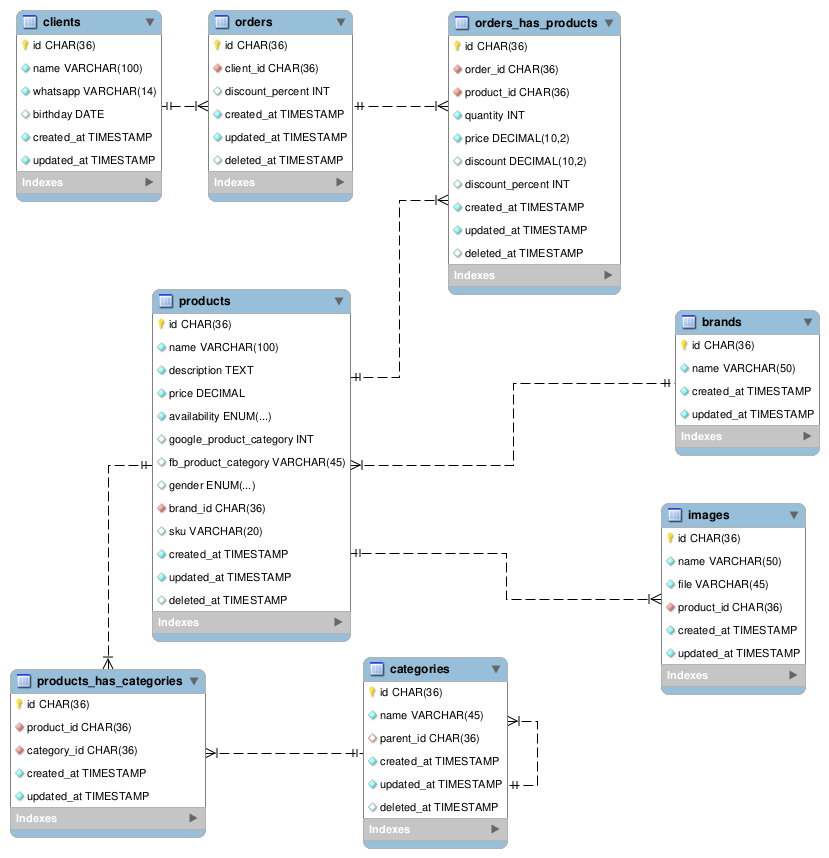 clients
id CHAR(36)
name VARCHAR(100)
whatsapp VARCHAR(14)
birthday DATE
created_at TIMESTAMP
updated_at TIMESTAMP
Indexes
orders
id CHAR(36)
client_id CHAR(36)
discount_percent INT
created_at TIMESTAMP
updated_at TIMESTAMP
deleted_at TIMESTAMP
Indexes
orders_has_products
id CHAR(36)
order_id CHAR(36)
product_id CHAR(36)
quantity INT
price DECIMAL(10,2)
discount DECIMAL(10,2)
discount_percent INT
created_at TIMESTAMP
updated_at TIMESTAMP
deleted_at TIMESTAMP
Indexes
products
id CHAR(36)
name VARCHAR(100)
description TEXT
price DECIMAL
availability ENUM(...)
google_product_category INT
fb_product_category VARCHAR(45)
gender ENUM(...)
brand_id CHAR(36)
sku VARCHAR(20)
created_at TIMESTAMP
updated_at TIMESTAMP
deleted_at TIMESTAMP
Indexes
brands
id CHAR(36)
name VARCHAR(50)
created_at TIMESTAMP
updated_at TIMESTAMP
Indexes
images
id CHAR(36)
name VARCHAR(50)
file VARCHAR(45)
product_id CHAR(36)
created_at TIMESTAMP
updated_at TIMESTAMP
Indexes
products_has_categories
id CHAR(36)
product_id CHAR(36)
category_id CHAR(36)
created_at TIMESTAMP
updated_at TIMESTAMP
Indexes
categories
id CHAR(36)
name VARCHAR(45)
parent_id CHAR(36)
created_at TIMESTAMP
updated_at TIMESTAMP
deleted_at TIMESTAMP
Indexes